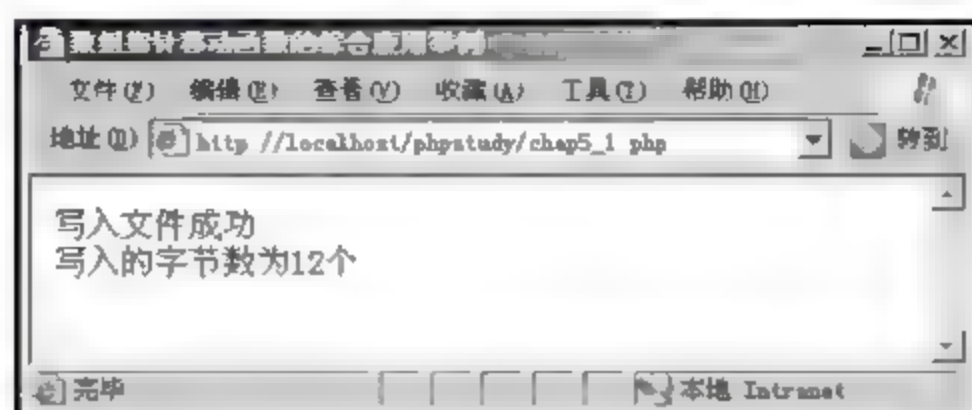 文件(F) 编辑(E) 查看(V) 收藏(A) 工具(T) 帮助(H)
地址(D) http //localhost/phpstudy/chap5_1 php 转到
写入文件成功
写入的字节数为12个
完毕 本地 Intranet